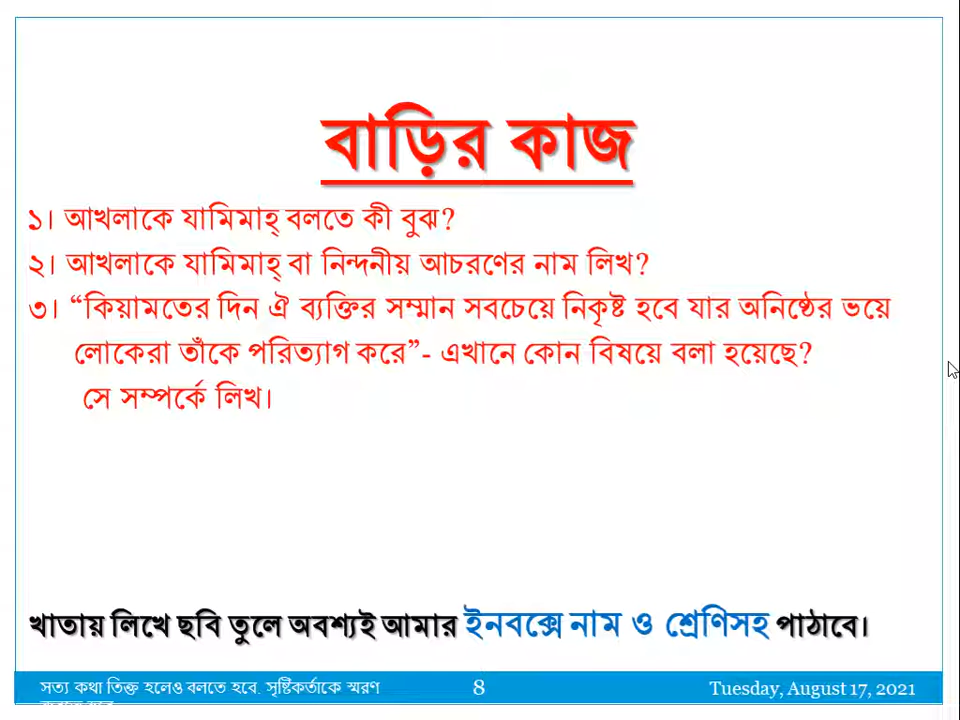 বাড়ির কাজ
১। আখলাকে যামিমাহ্ বলতে কী বুঝ?
২। আখলাকে যামিমাহ্ বা নিন্দনীয় আচরণের নাম লিখ?
৩। “কিয়ামতের দিন ঐ ব্যক্তির সম্মান সবচেয়ে নিকৃষ্ট হবে যার অনিষ্ঠের ভয়ে
লোকেরা তাঁকে পরিত্যাগ করে”- এখানে কোন বিষয়ে বলা হয়েছে?
সে সম্পর্কে লিখ।
খাতায় লিখে ছবি তুলে অবশ্যই আমার ইনবক্সে নাম ও শ্রেণিসহ পাঠাবে।
সত্য কথা তিক্ত হলেও বলতে হবে. সৃষ্টিকর্তাকে স্মরণ
8
Tuesday, August 17, 2021